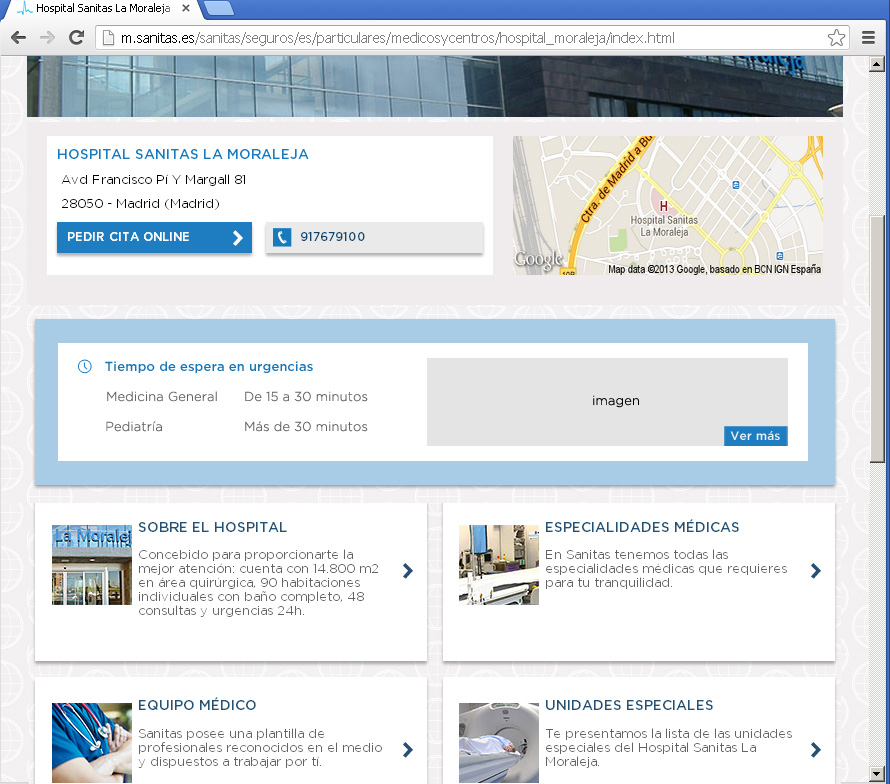 Hospital Sanitas La Moraleja
m.sanitas.es/sanitas/seguros/es/particulares/medicosycentros/hospital_moraleja/index.html
HOSPITAL SANITAS LA MORALEJA
Avd Francisco Pí Y Margall 81
28050 - Madrid (Madrid)
PEDIR CITA ONLINE
917679100
Ctra. de Madrid a Bu
H
Hospital Sanitas
La Moraleja
Google
Map data ©2013 Google, basado en BCN IGN España
Tiempo de espera en urgencias
Medicina General De 15 a 30 minutos
Pediatría Más de 30 minutos
imagen
Ver más
SOBRE EL HOSPITAL
La Moralej
Concebido para proporcionarte la
mejor atención: cuenta con 14.800 m2
en área quirúrgica, 90 habitaciones
individuales con baño completo, 48
consultas y urgencias 24h.
ESPECIALIDADES MÉDICAS
En Sanitas tenemos todas las
especialidades médicas que requieres
para tu tranquilidad.
EQUIPO MÉDICO
Sanitas posee una plantilla de
profesionales reconocidos en el medio
y dispuestos a trabajar por tí.
UNIDADES ESPECIALES
Te presentamos la lista de las unidades
especiales del Hospital Sanitas La
Moraleja.